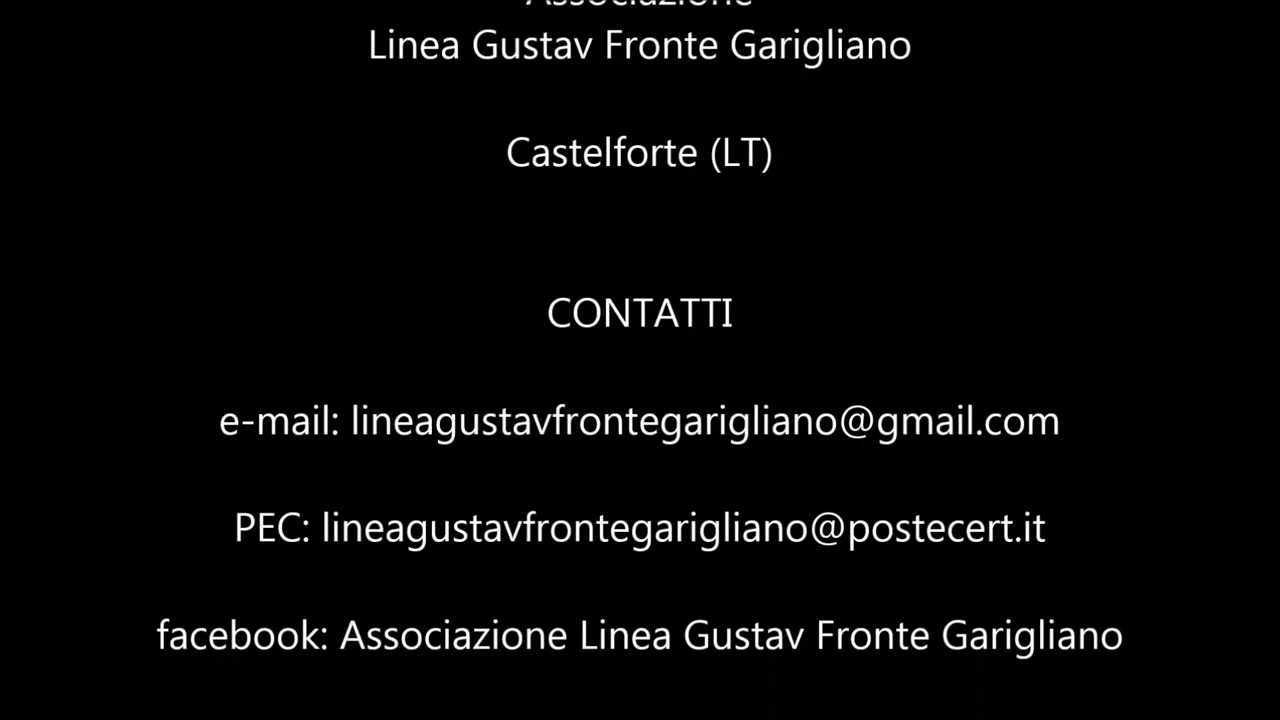 Associazione
Linea Gustav Fronte Garigliano
Castelforte (LT)
CONTATTI
e-mail: lineagustavfrontegarigliano@gmail.com
PEC: lineagustavfrontegarigliano@postecert.it
facebook: Associazione Linea Gustav Fronte Garigliano